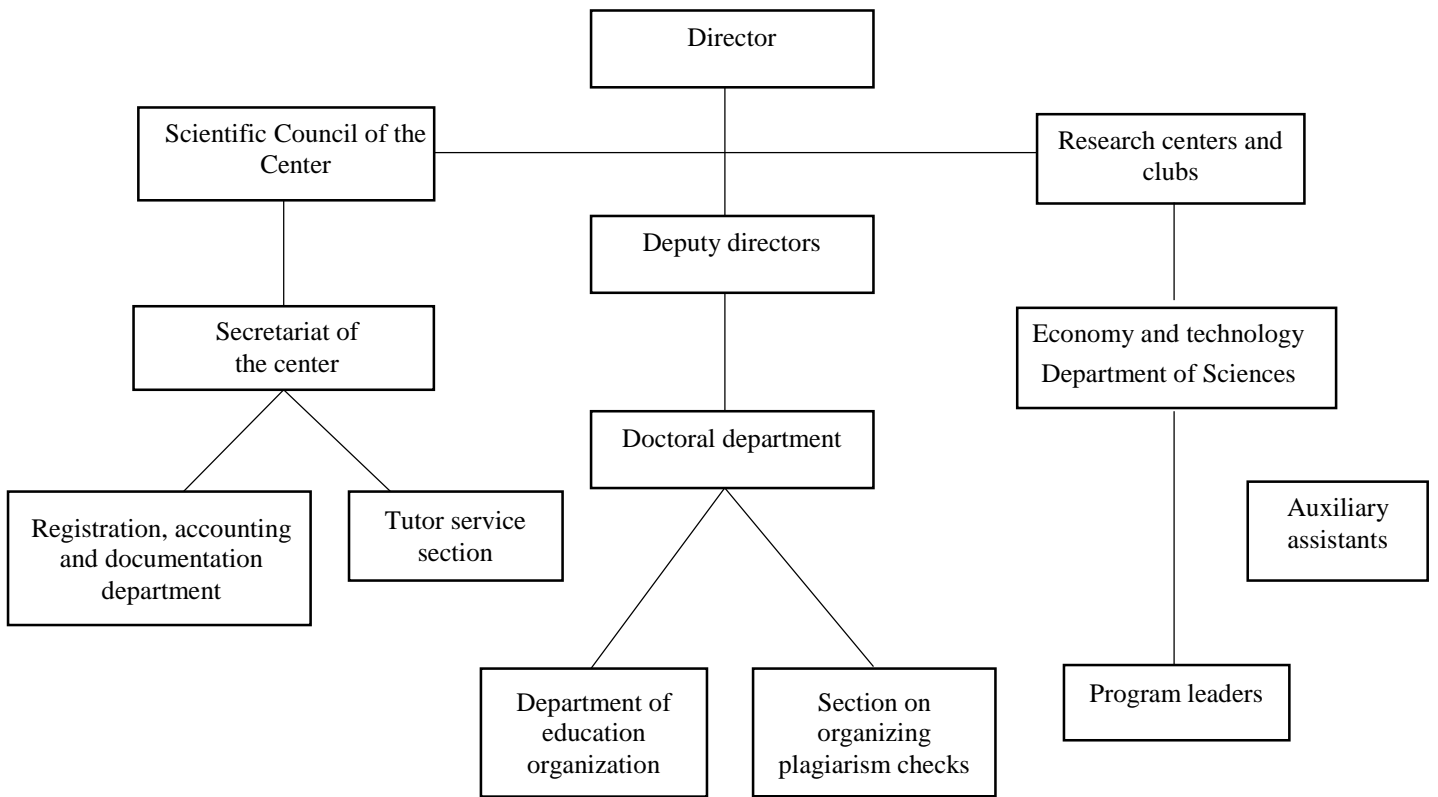 Director
Scientific Council of the
Center
Research centers and
clubs
Deputy directors
Secretariat of
the center
Economy and technology
Department of Sciences
Doctoral department
Registration, accounting
and documentation
department
Tutor service
section
Auxiliary
assistants
Department of
education
organization
Section on
organizing
plagiarism checks
Program leaders